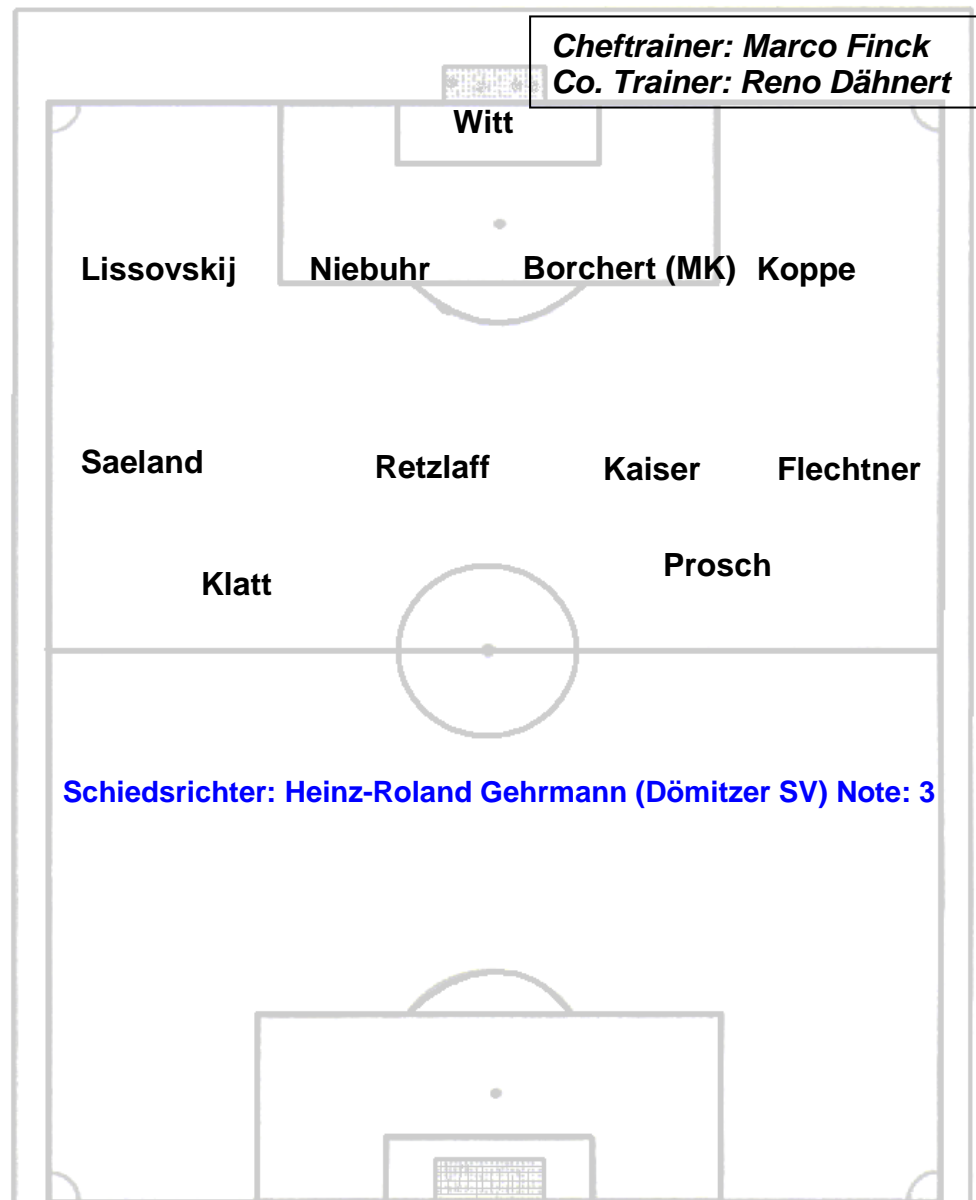 Cheftrainer: Marco Finck
Co. Trainer: Reno Dähnert
Witt
Lissovskij Niebuhr Borchert (MK) Koppe
Saeland Retzlaff Kaiser Flechtner
Klatt Prosch
Schiedsrichter: Heinz-Roland Gehrmann (Dömitzer SV) Note: 3